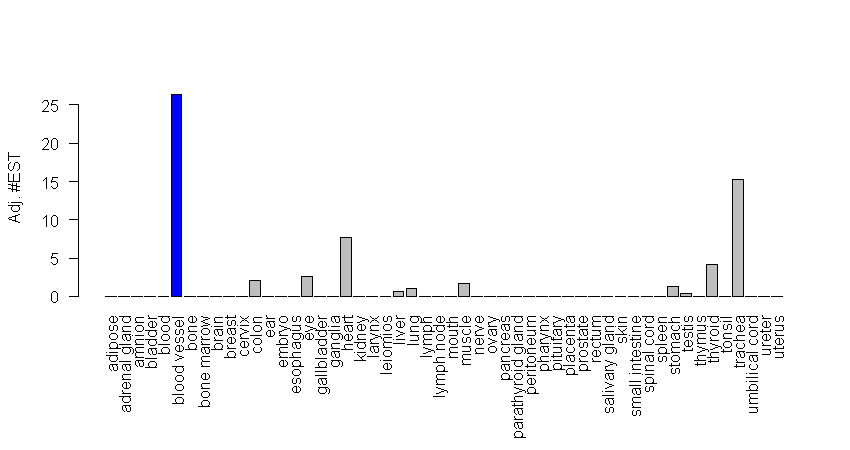 Adj. #EST
25
20
15
10
5
0
adipose
adrenal gland
amnion
bladder
blood
blood vessel
bone
bone marrow
brain
breast
cervix
colon
ear
embryo
esophagus
eye
gallbladder
ganglia
heart
kidney
larynx
leiomios
liver
lung
lymph
lymph node
mouth
muscle
nerve
ovary
pancreas
parathyroid gland
peritoneum
pharynx
pituitary
placenta
prostate
rectum
salivary gland
skin
small intestine
spinal cord
spleen
stomach
testis
thymus
thyroid
tonsil
trachea
umbilical cord
ureter
uterus